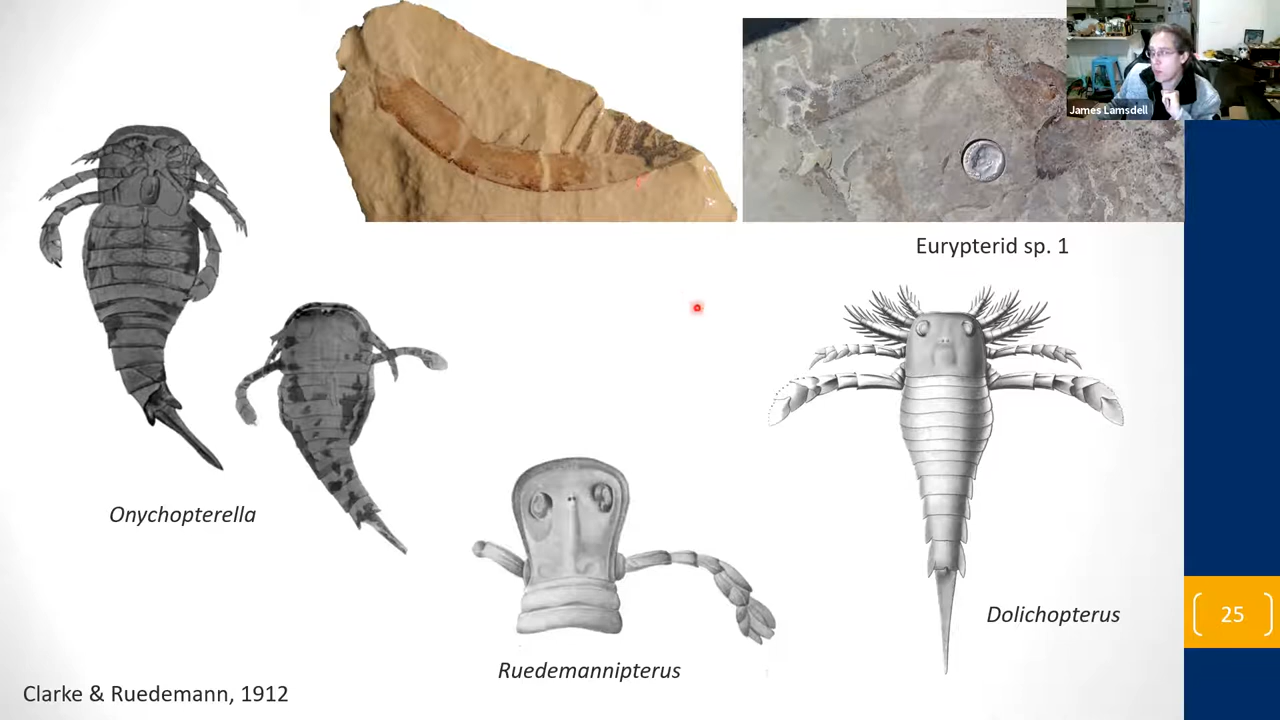 James Lamsdell
Eurypterid sp. 1
Onychopterella
Dolichopterus
25
Ruedemannipterus
Clarke & Ruedemann, 1912